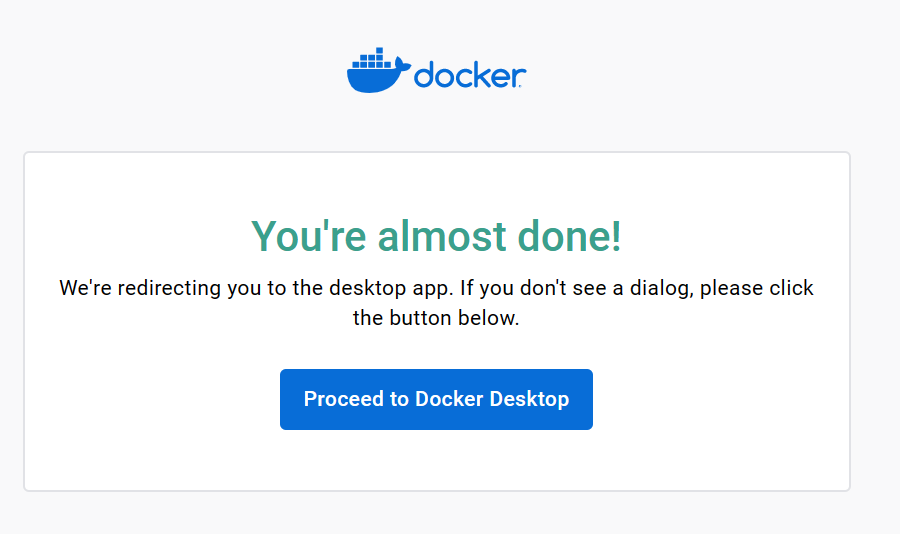 docker
You're almost done!
We're redirecting you to the desktop app. If you don't see a dialog, please click
the button below.
Proceed to Docker Desktop